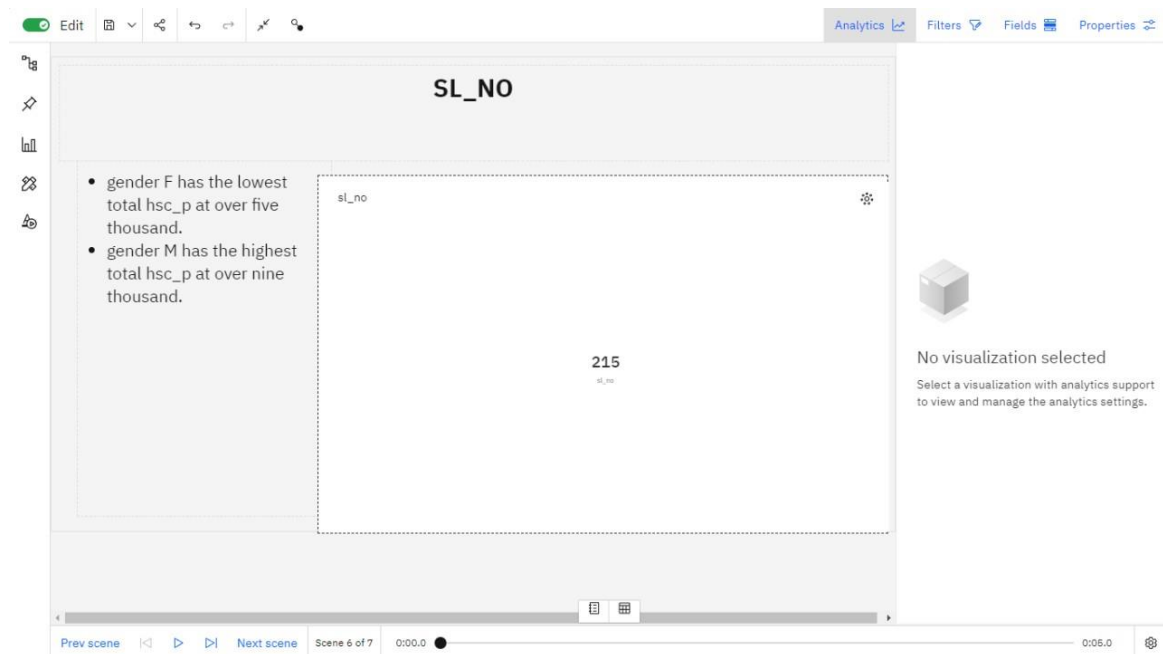 Edit
Analytics
Filters
Fields
Properties
SL_NO
• gender F has the lowest
total hsc_p at over five
thousand.
• gender M has the highest
total hsc_p at over nine
thousand.
sl_no
215
sl_no
No visualization selected
Select a visualization with analytics support
to view and manage the analytics settings.
Prev scene
Next scene
Scene 6 of 7
0:00.0
0:05.0